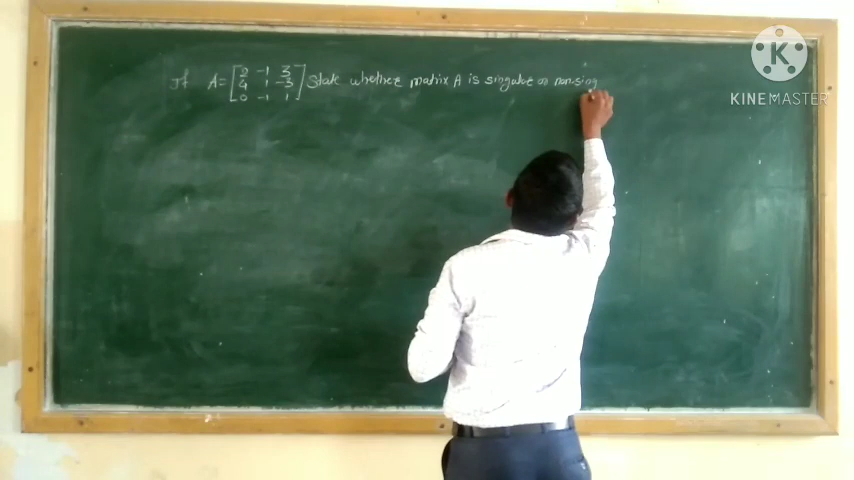 If A = [2 -1 3 State whether matrix A is singular or non-sing
4 1 -3
0 -1 1]
K
KINEMASTER